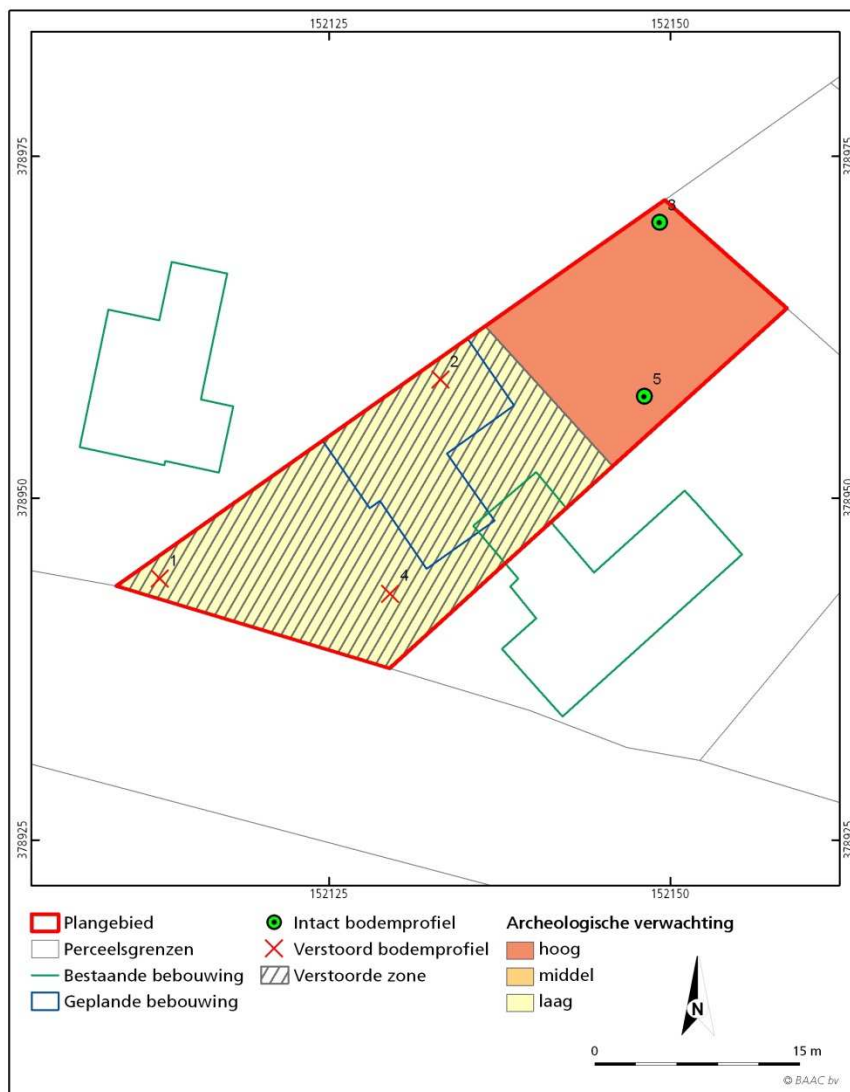 152125 152150
378975 378975
3
2
5
378950 378950
1
4
378925 378925
152125 152150
Plangebied
Perceelsgrenzen
Bestaande bebouwing
Geplande bebouwing
Intact bodemprofiel
Verstoord bodemprofiel
Verstoorde zone
Archeologische verwachting
hoog
middel
laag
N
0 15 m
© BAAC bv